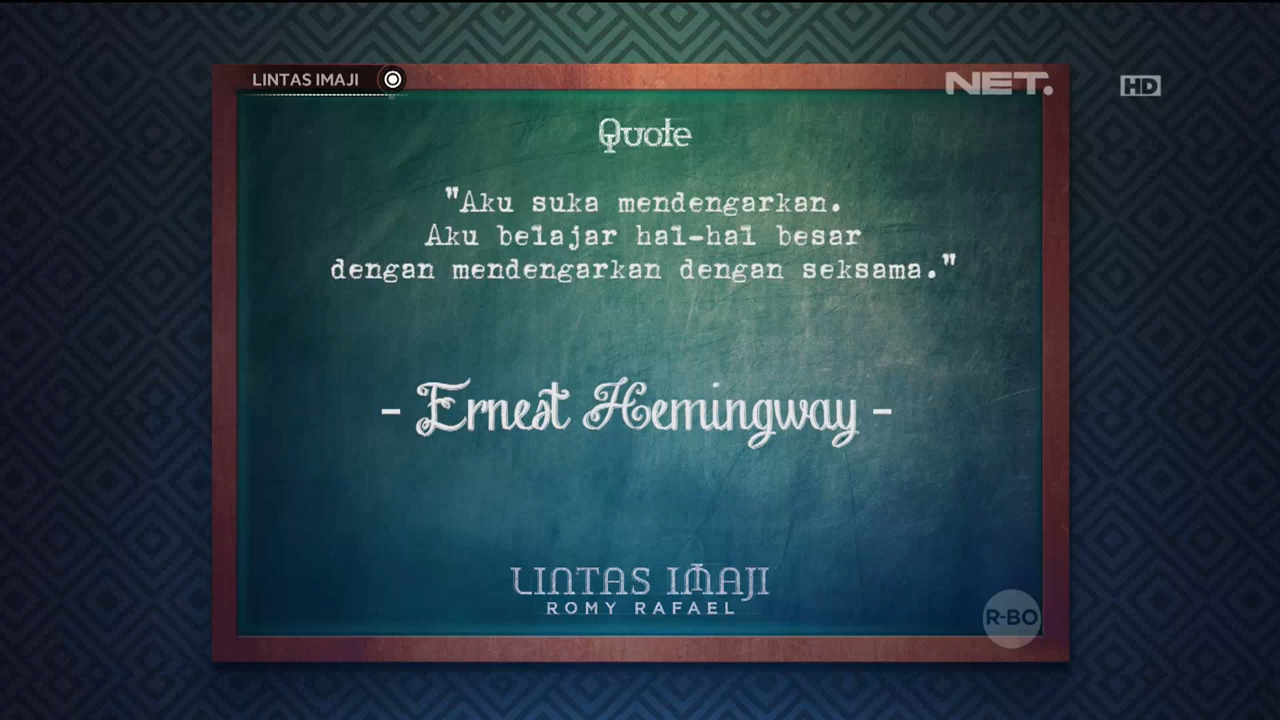 LINTAS IMAJI
NET.
HD
Quote
"Aku suka mendengarkan.
Aku belajar hal-hal besar
dengan mendengarkan dengan seksama."
- Ernest Hemingway -
LINTAS IMAJI
ROMY RAFAEL
R-BO